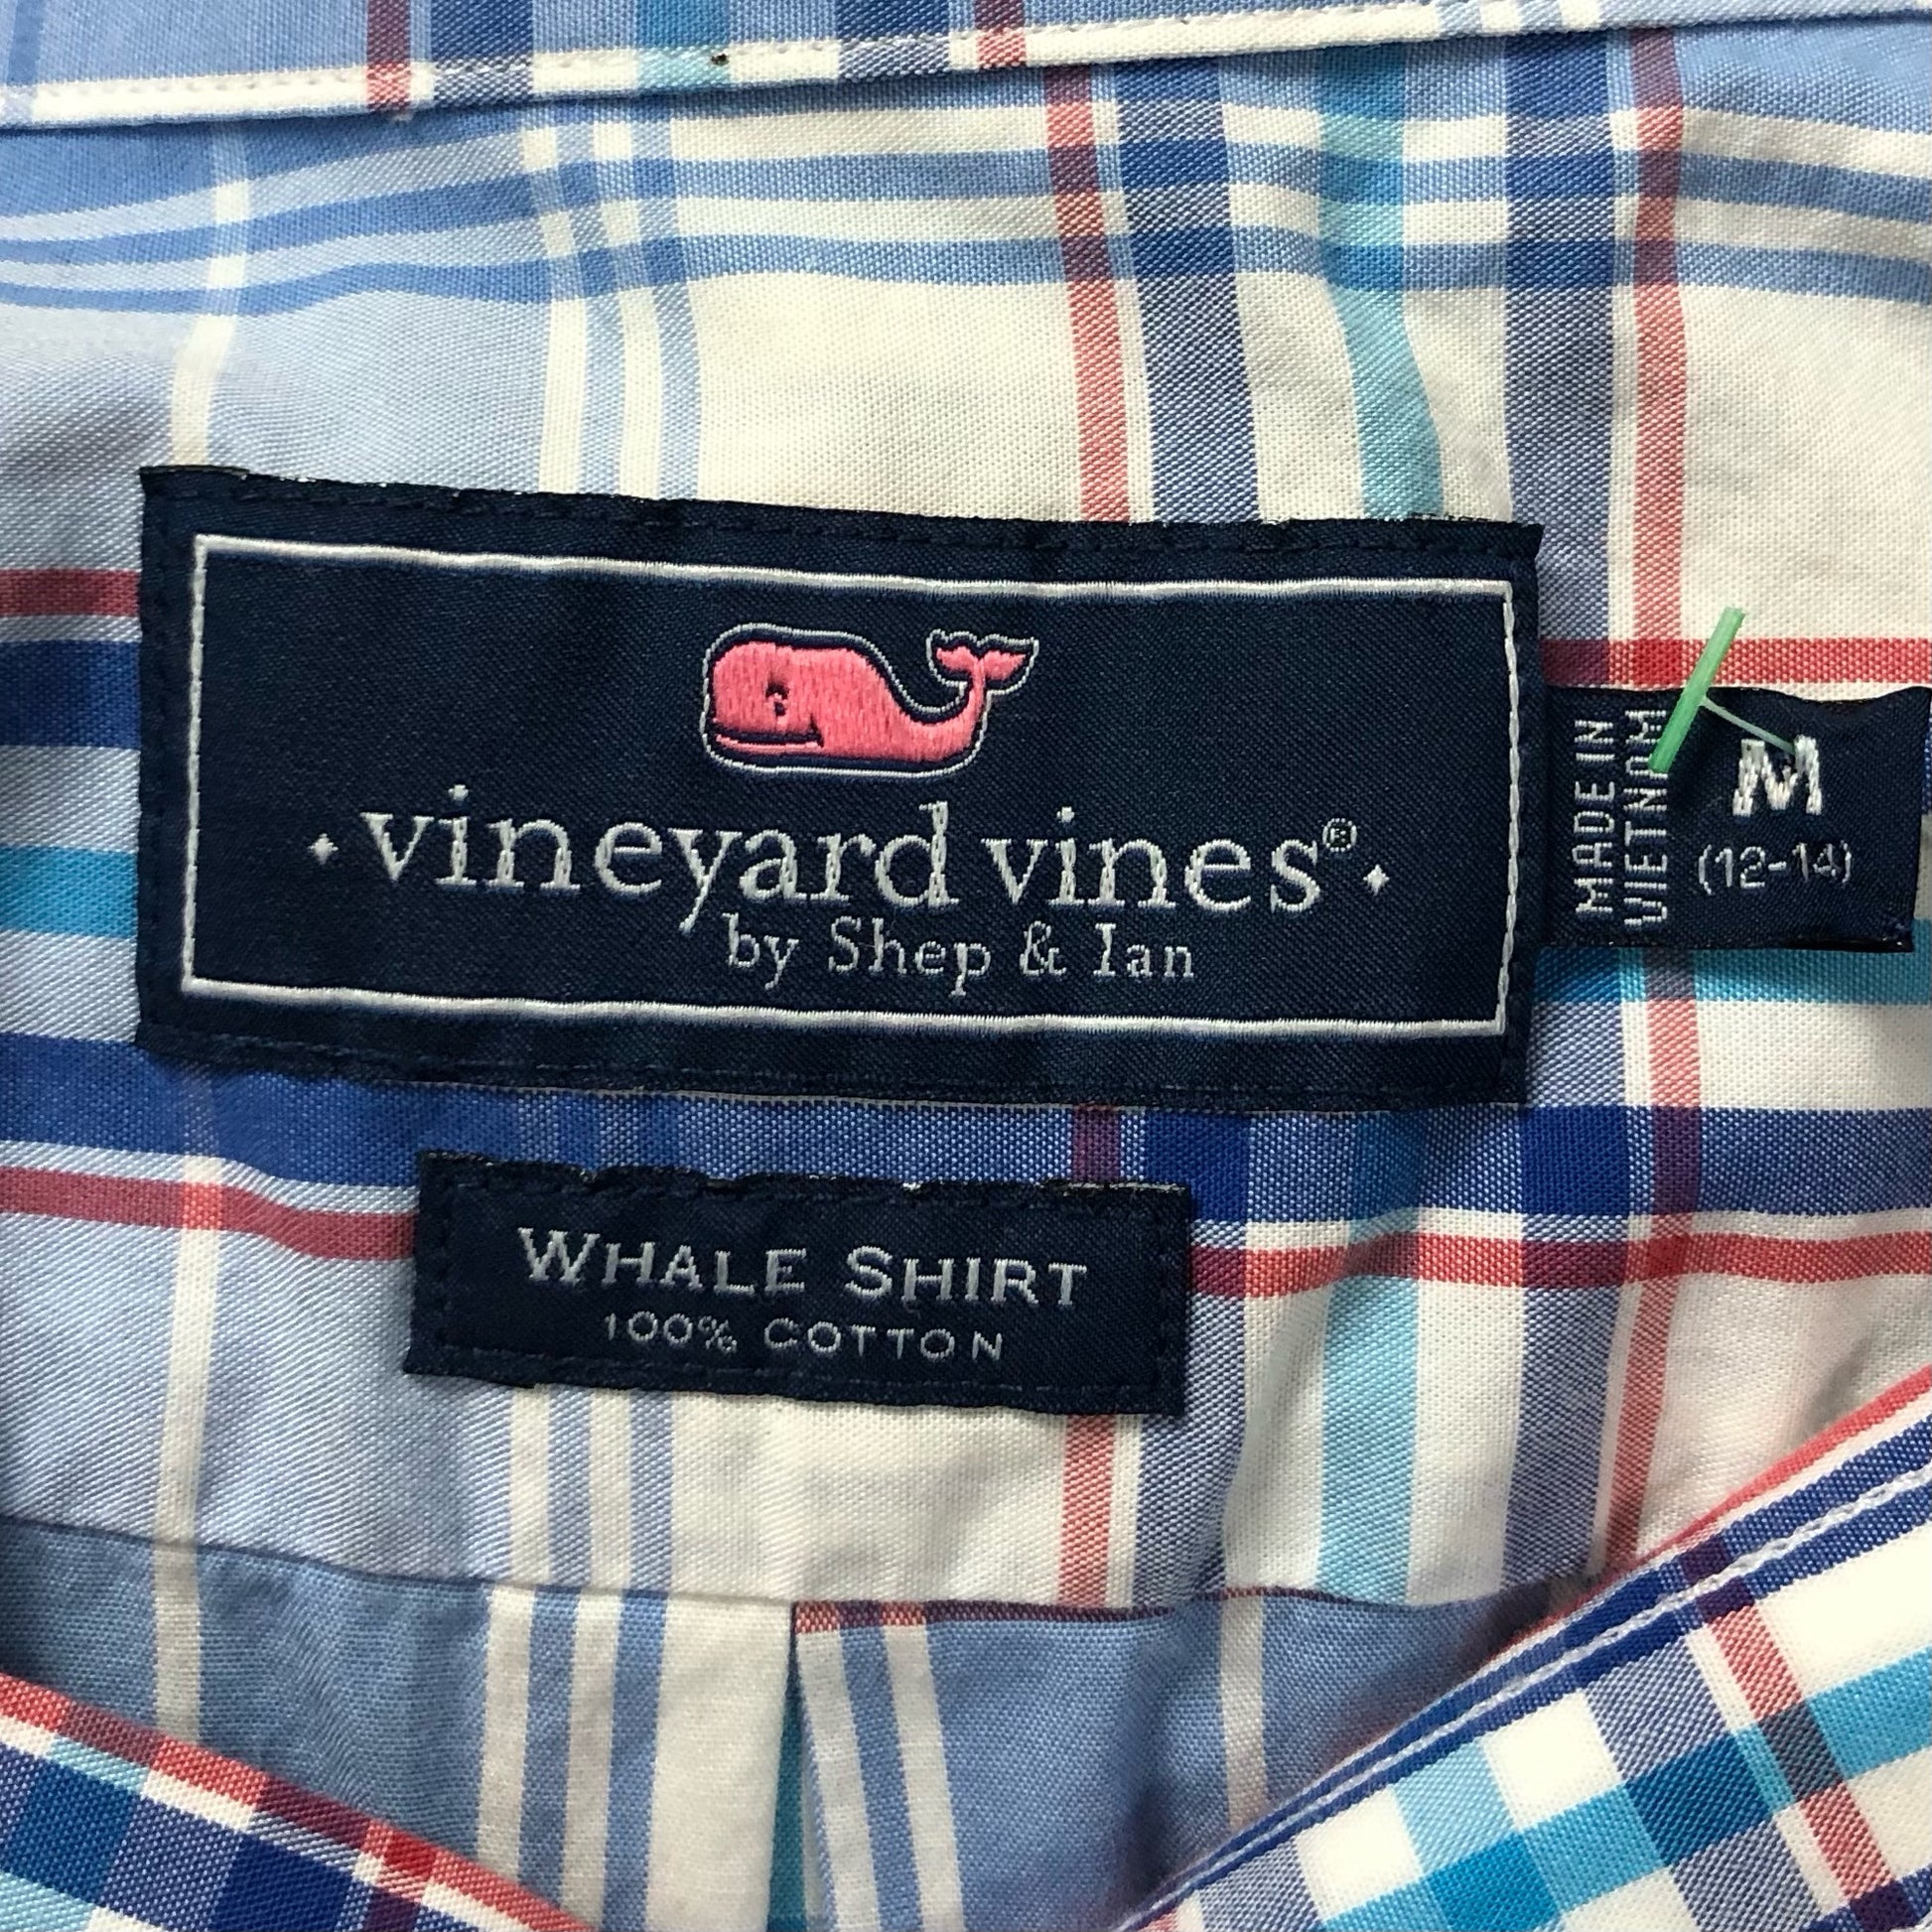 vineyard vines®
by Shep & Ian
MADE IN
VIETNAM
M
(12-14)
WHALE SHIRT
100% COTTON